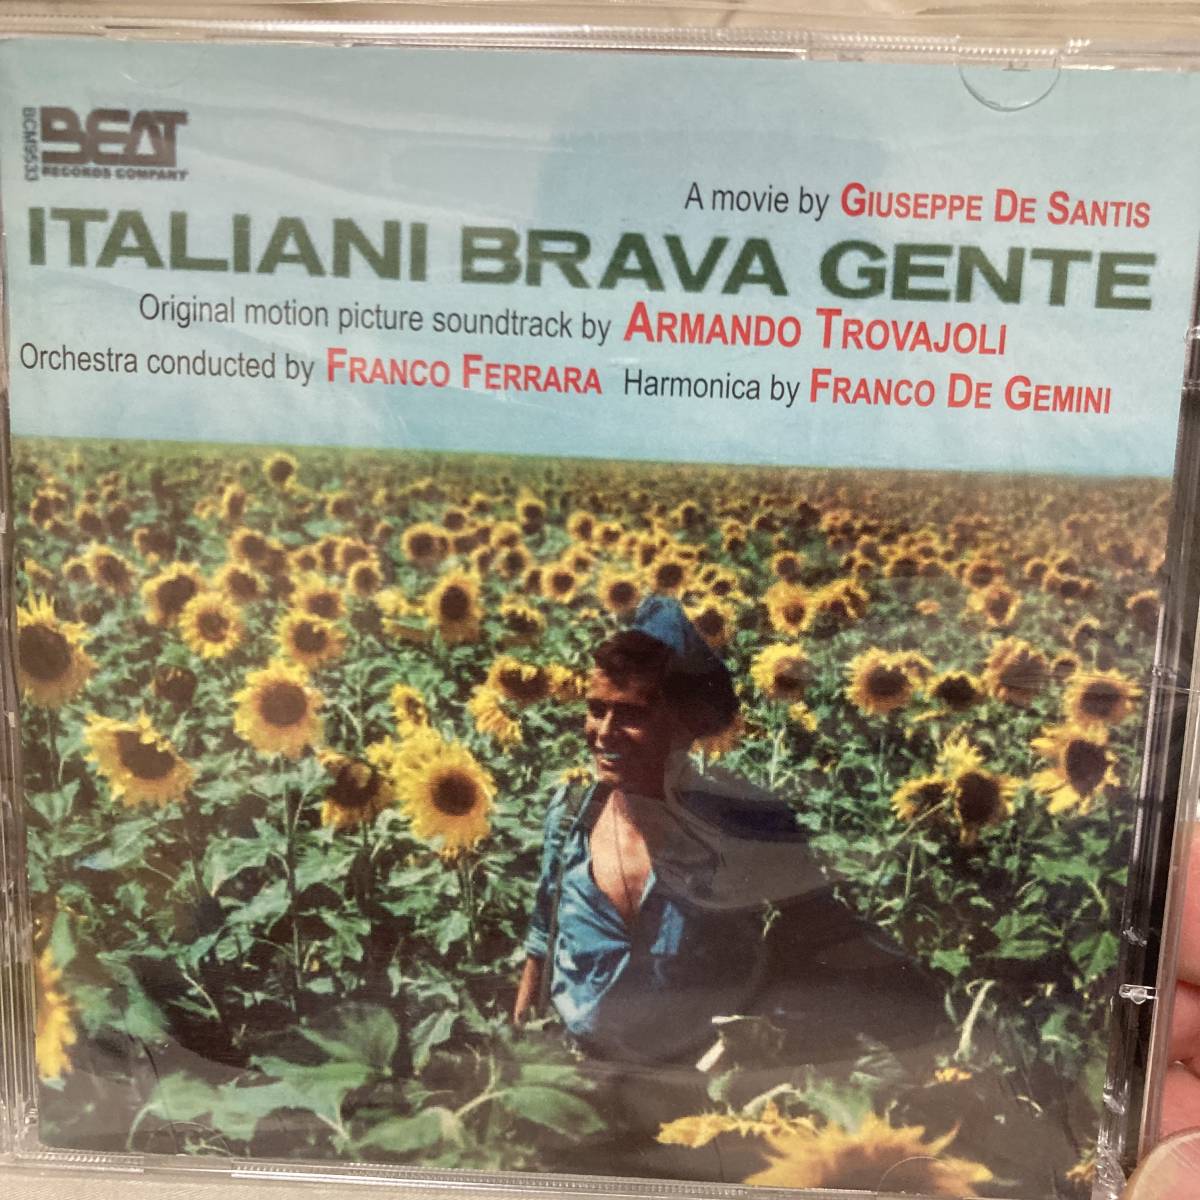 BCM9533
BEAT
RECORDS COMPANY
A movie by GIUSEPPE DE SANTIS
ITALIANI BRAVA GENTE
Original motion picture soundtrack by ARMANDO TROVAJOLI
Orchestra conducted by FRANCO FERRARA Harmonica by FRANCO DE GEMINI